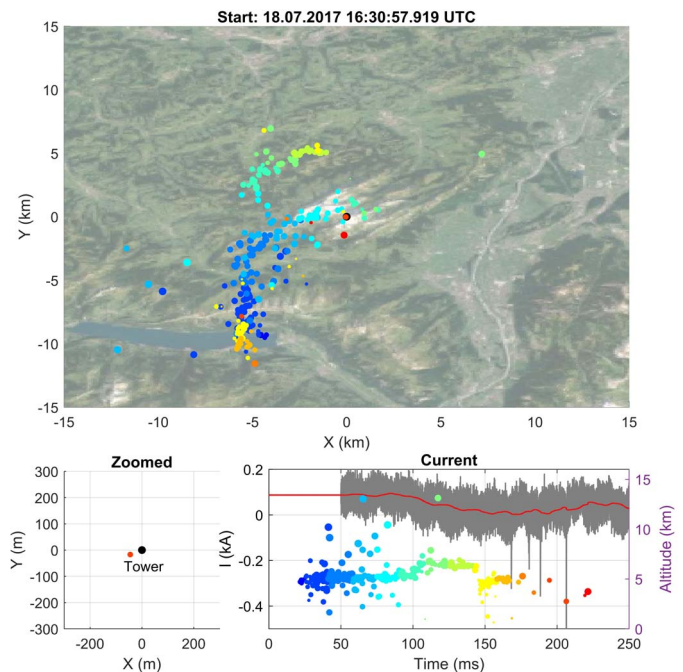 Start: 18.07.2017 16:30:57.919 UTC
15
10
5
0
-5
-10
-15
Y (km)
-15 -10 -5 0 5 10 15
X (km)
Zoomed
300
200
100
0
-100
-200
-300
Y (m)
Tower
-200 0 200
X (m)
Current
0.2
0
-0.2
-0.4
I (kA)
15
10
5
0
Altitude (km)
0 50 100 150 200 250
Time (ms)